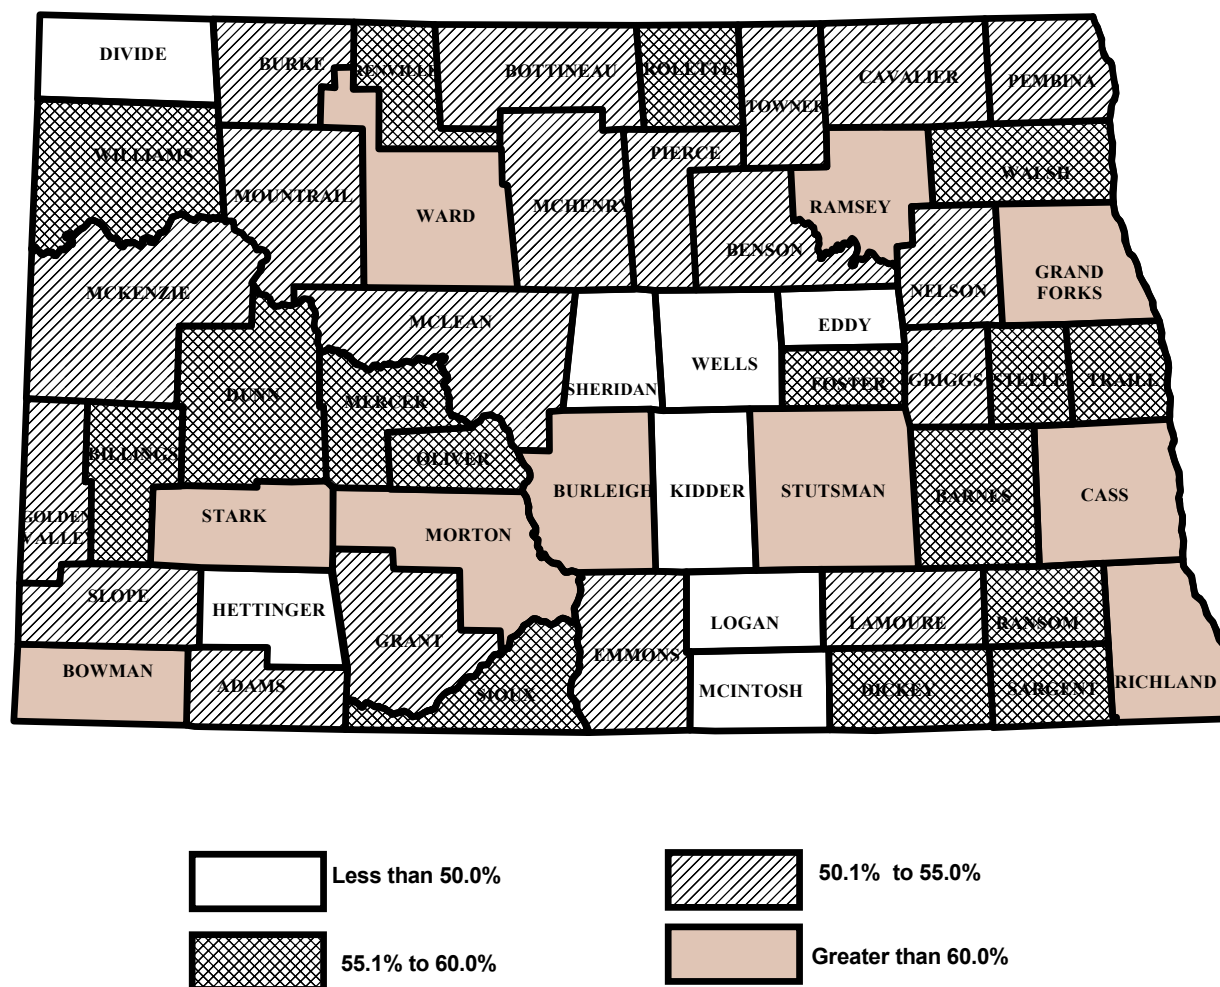 DIVIDE
BURKE
RENVILLE
BOTTINEAU
ROLETTE
TOWNER
CAVALIER
PEMBINA
WILLIAMS
MOUNTRAIL
WARD
MCHENRY
PIERCE
BENSON
RAMSEY
WALSH
NELSON
GRAND
FORKS
MCKENZIE
MCLEAN
SHERIDAN
WELLS
EDDY
FOSTER
GRIGGS
STEELE
TRAILL
DUNN
MERCER
OLIVER
BILLINGS
GOLDEN
VALLEY
STARK
MORTON
BURLEIGH
KIDDER
STUTSMAN
BARNES
CASS
SLOPE
HETTINGER
GRANT
EMMONS
LOGAN
LAMOURE
RANSOM
BOWMAN
ADAMS
SIOUX
MCINTOSH
DICKEY
SARGENT
RICHLAND
Less than 50.0%
50.1% to 55.0%
55.1% to 60.0%
Greater than 60.0%